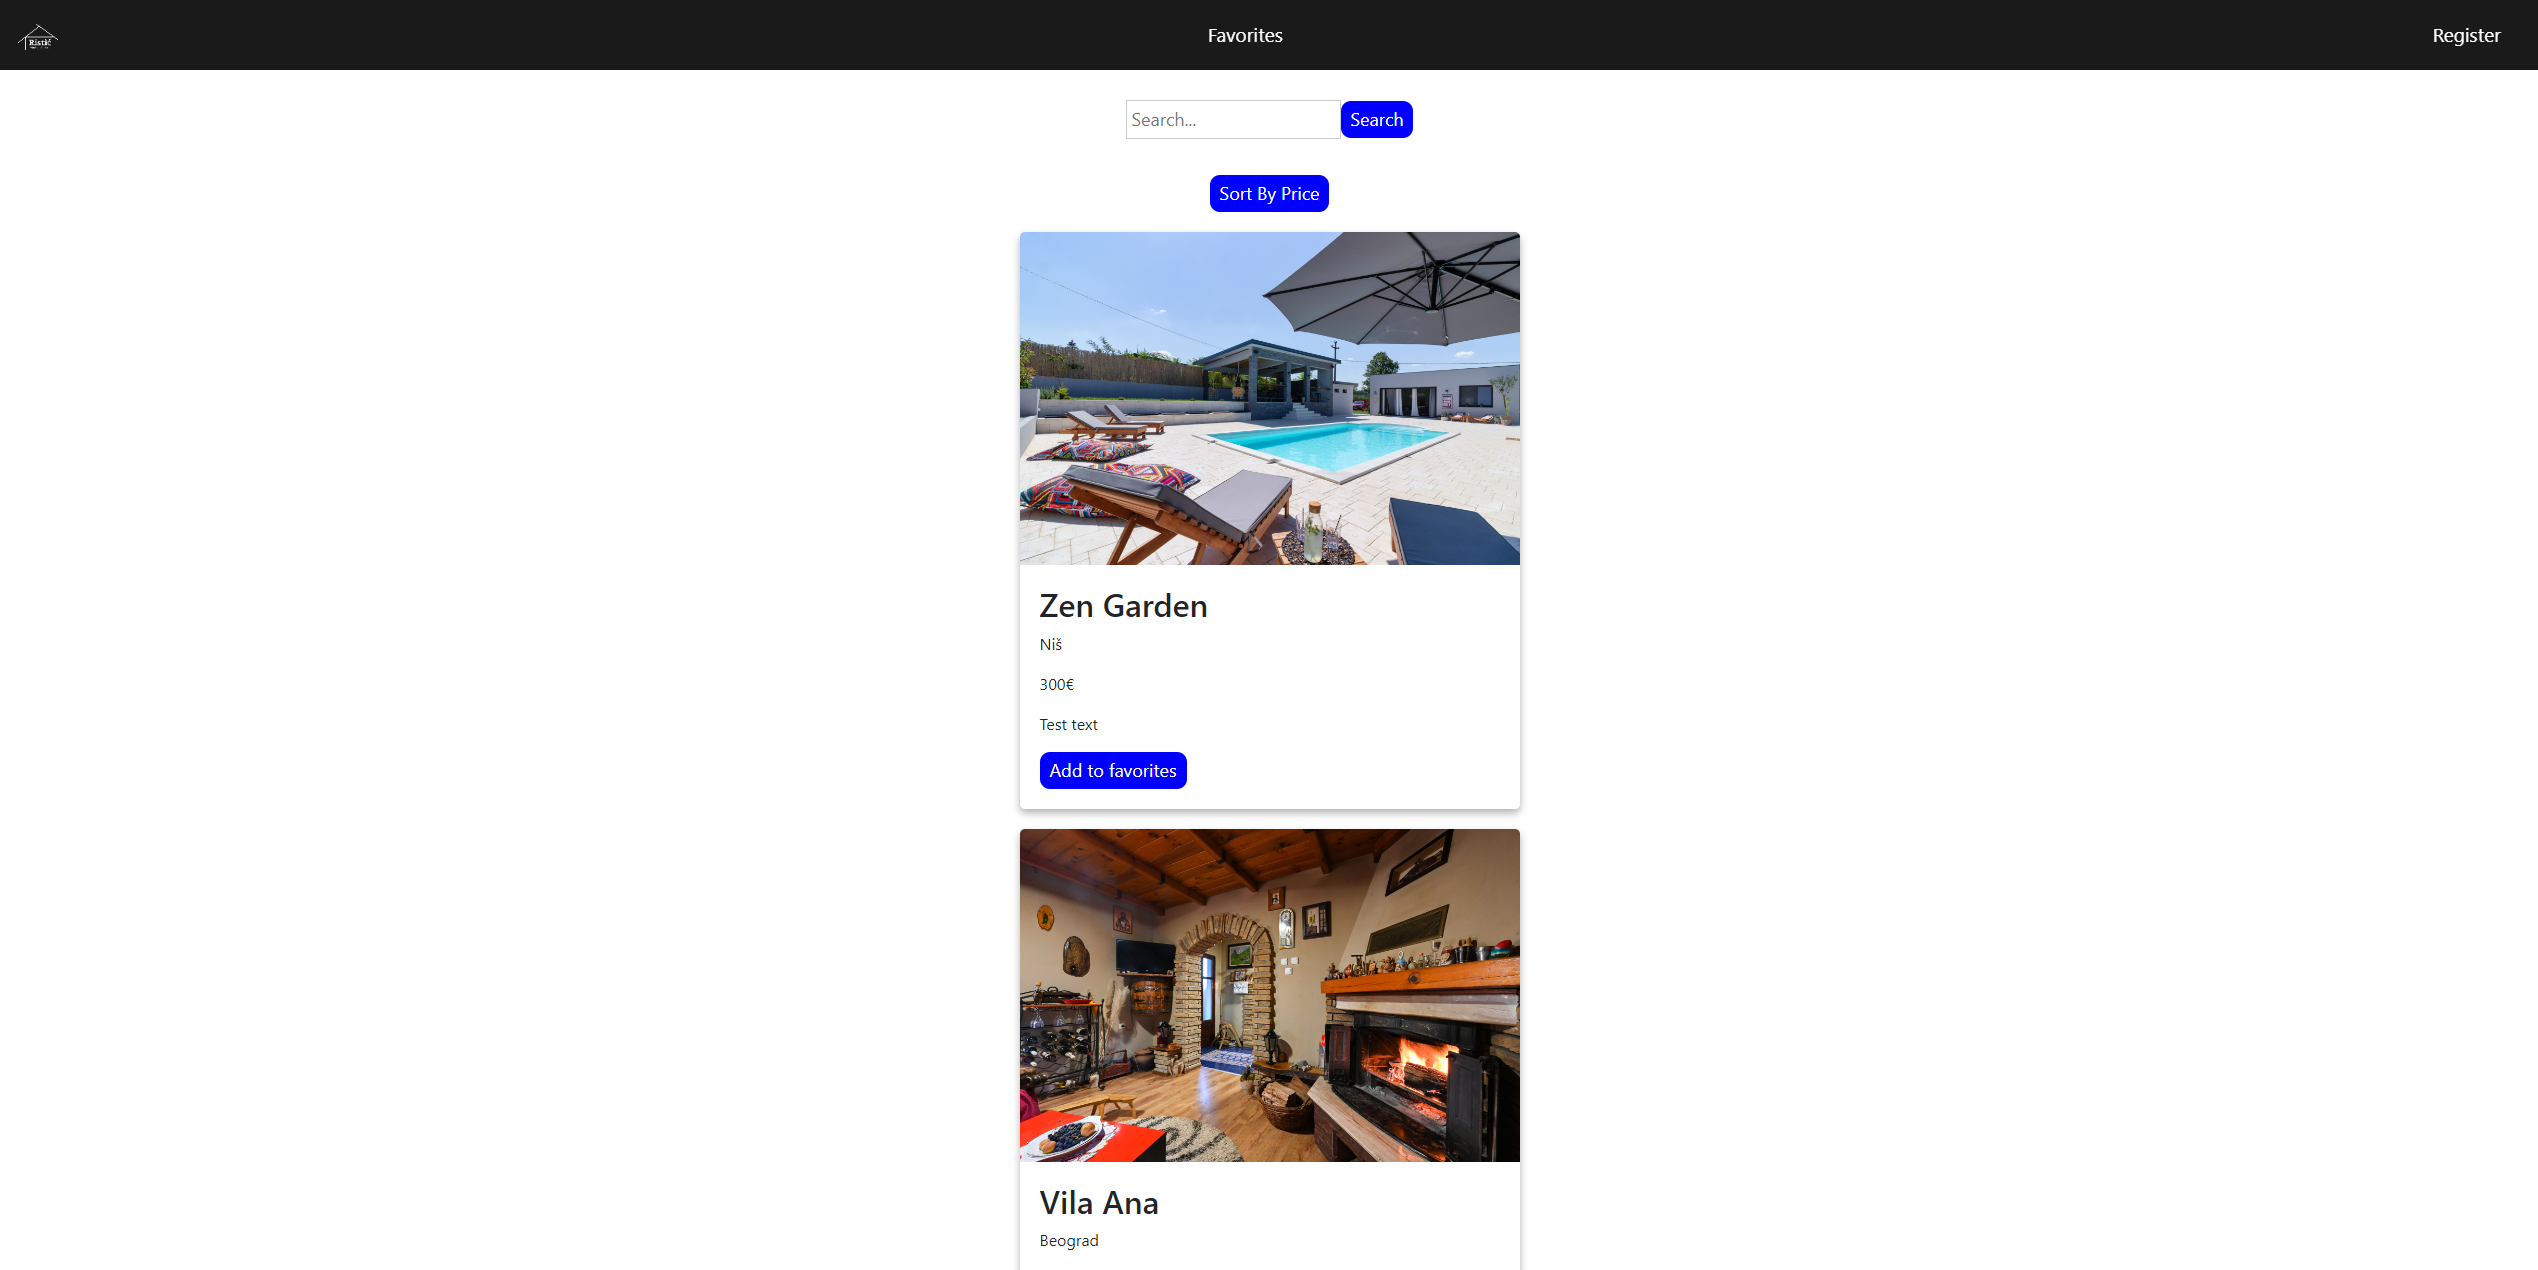 Ristić
Favorites
Register
Search...
Search
Sort By Price
Zen Garden
Niš
300€
Test text
Add to favorites
Vila Ana
Beograd